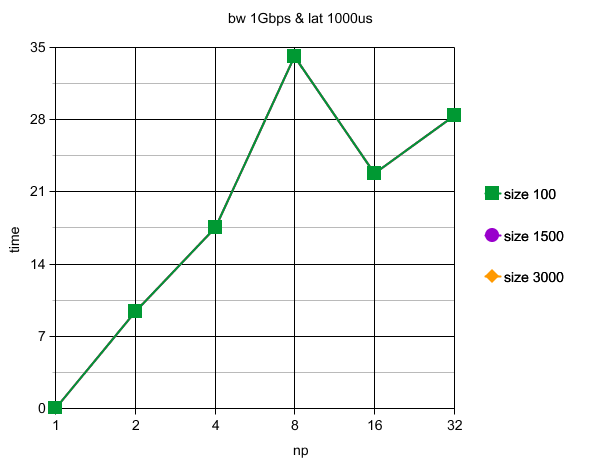 bw 1Gbps & lat 1000us
35
28
21
14
7
0
time
1 2 4 8 16 32
np
size 100
size 1500
size 3000